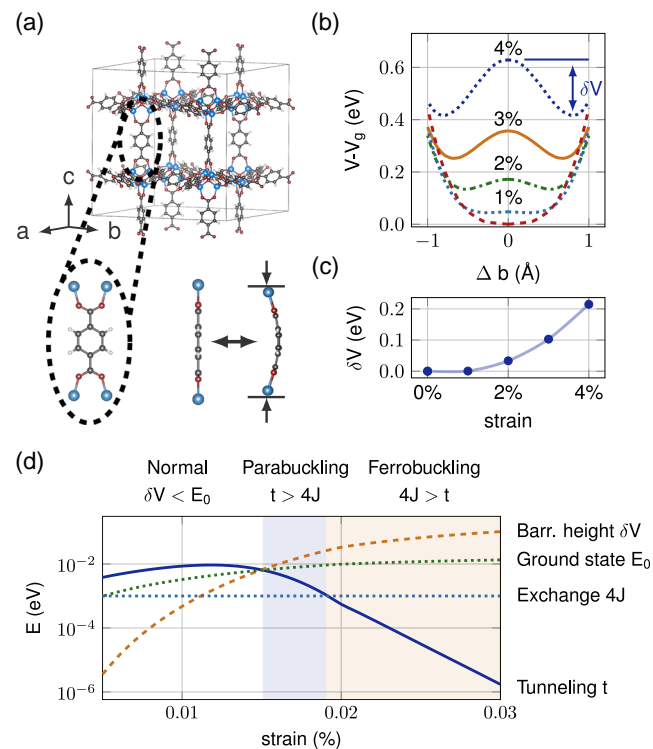 (a)
c
a
b
(b)
V-V_g (eV)
0.6
0.4
0.2
0.0
4%
3%
2%
1%
δV
−1
0
1
Δ b (Å)
(c)
δV (eV)
0.2
0.1
0.0
0%
2%
4%
strain
(d)
Normal
δV < E₀
Parabuckling
t > 4J
Ferrobuckling
4J > t
E (eV)
10⁻²
10⁻⁴
10⁻⁶
Barr. height δV
Ground state E₀
Exchange 4J
Tunneling t
0.01
0.02
0.03
strain (%)